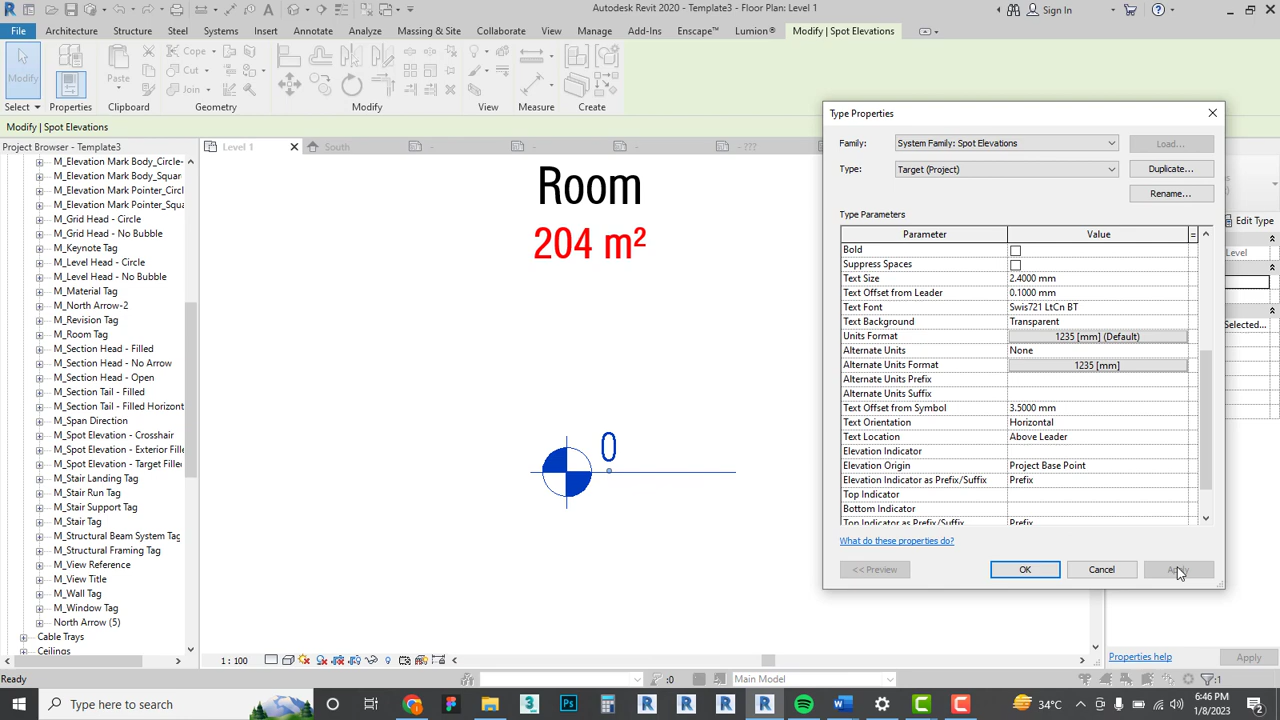 Autodesk Revit 2020 - Template3 - Floor Plan: Level 1
Sign In
File Architecture Structure Steel Systems Insert Annotate Analyze Massing & Site Collaborate View Manage Add-Ins Enscape™ Lumion® Modify | Spot Elevations
Modify
Paste
Cope
Cut
Join
Select Properties Clipboard Geometry Modify View Measure Create
Modify | Spot Elevations
Project Browser - Template3
Level 1
South
-
-
-
- ???
M_Elevation Mark Body_Circle-
M_Elevation Mark Body_Square
M_Elevation Mark Pointer_Circl
M_Elevation Mark Pointer_Squa
M_Grid Head - Circle
M_Grid Head - No Bubble
M_Keynote Tag
M_Level Head - Circle
M_Level Head - No Bubble
M_Material Tag
M_North Arrow-2
M_Revision Tag
M_Room Tag
M_Section Head - Filled
M_Section Head - No Arrow
M_Section Head - Open
M_Section Tail - Filled
M_Section Tail - Filled Horizont
M_Span Direction
M_Spot Elevation - Crosshair
M_Spot Elevation - Exterior Fille
M_Spot Elevation - Target Filled
M_Stair Landing Tag
M_Stair Run Tag
M_Stair Support Tag
M_Stair Tag
M_Structural Beam System Tag
M_Structural Framing Tag
M_View Reference
M_View Title
M_Wall Tag
M_Window Tag
North Arrow (5)
Cable Trays
Ceilings
Room
204 m²
0
Type Properties
Family: System Family: Spot Elevations Load...
Type: Target (Project) Duplicate...
Rename...
Type Parameters
Parameter Value =
Bold
Suppress Spaces
Text Size 2.4000 mm
Text Offset from Leader 0.1000 mm
Text Font Swis721 LtCn BT
Text Background Transparent
Units Format 1235 [mm] (Default)
Alternate Units None
Alternate Units Format 1235 [mm]
Alternate Units Prefix
Alternate Units Suffix
Text Offset from Symbol 3.5000 mm
Text Orientation Horizontal
Text Location Above Leader
Elevation Indicator
Elevation Origin Project Base Point
Elevation Indicator as Prefix/Suffix Prefix
Top Indicator
Bottom Indicator
Top Indicator as Prefix/Suffix Prefix
What do these properties do?
<< Preview OK Cancel Apply
Edit Type
Level
Selected...
Properties help Apply
1 : 100
Ready
:0
Main Model
:1
Type here to search
34°C
6:46 PM
1/8/2023